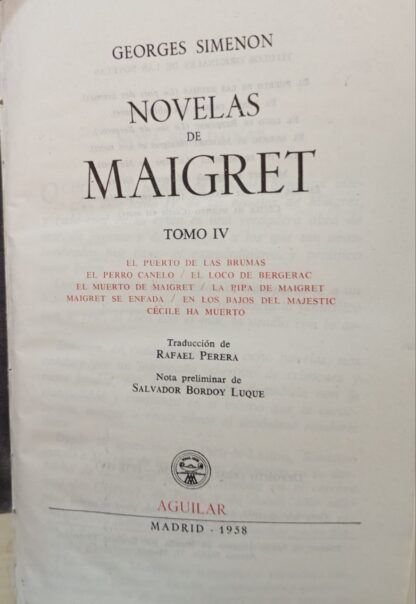 GEORGES SIMENON
NOVELAS
DE
MAIGRET
TOMO IV
EL PUERTO DE LAS BRUMAS
EL PERRO CANELO / EL LOCO DE BERGERAC
EL MUERTO DE MAIGRET / LA PIPA DE MAIGRET
MAIGRET SE ENFADA / EN LOS BAJOS DEL MAJESTIC
CÉCILE HA MUERTO
Traducción de
RAFAEL PERERA
Nota preliminar de
SALVADOR BORDOY LUQUE
AGUILAR
MADRID - 1958